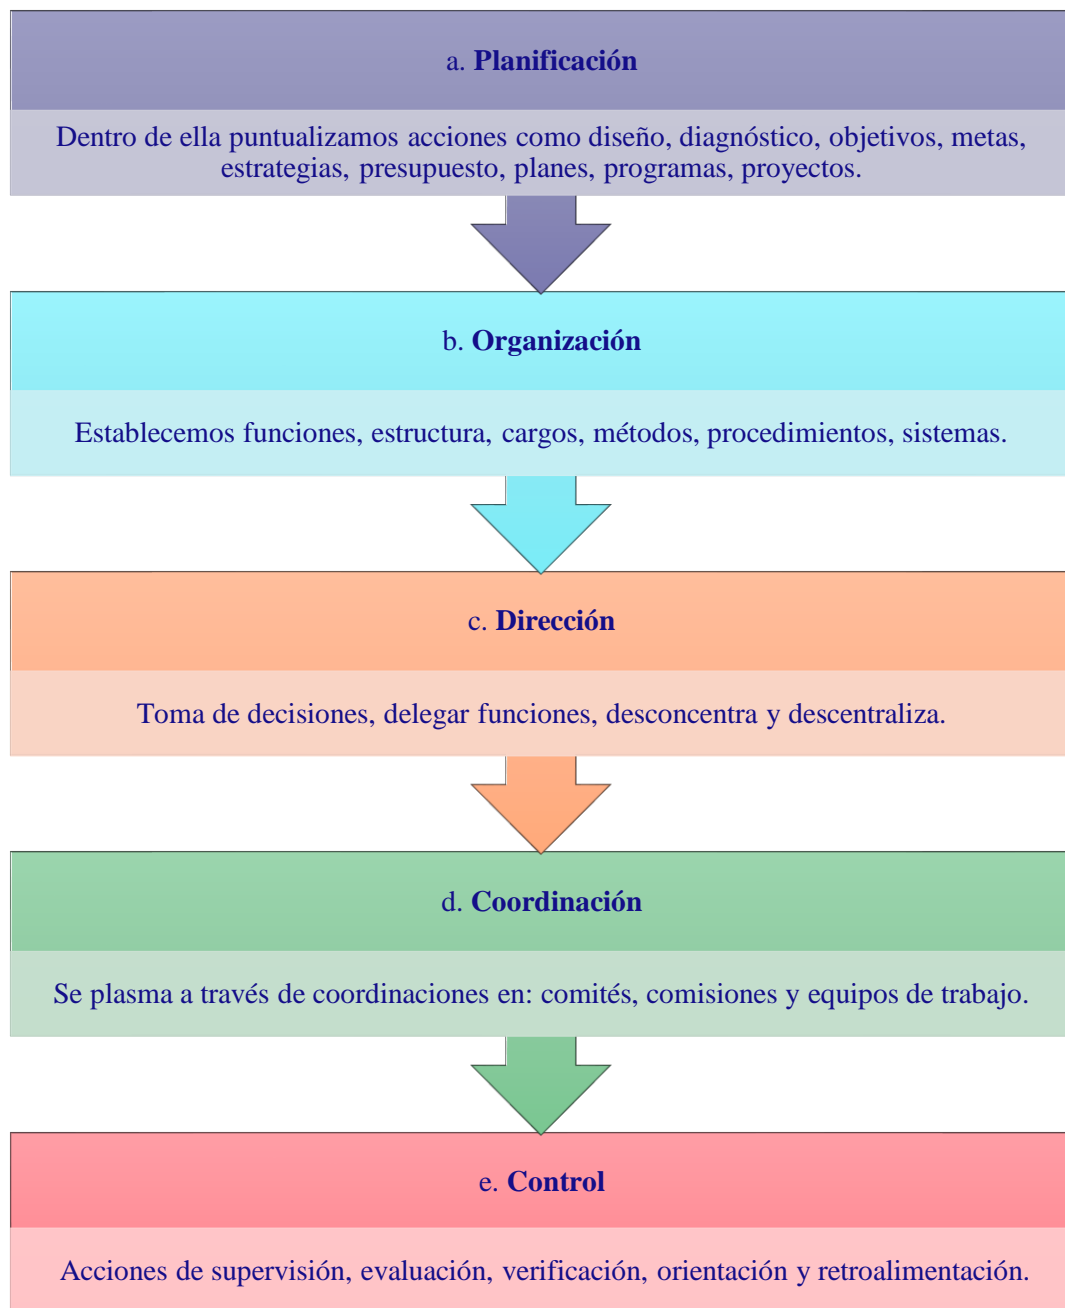 a. Planificación
Dentro de ella puntualizamos acciones como diseño, diagnóstico, objetivos, metas,
estrategias, presupuesto, planes, programas, proyectos.
b. Organización
Establecemos funciones, estructura, cargos, métodos, procedimientos, sistemas.
c. Dirección
Toma de decisiones, delegar funciones, desconcentra y descentraliza.
d. Coordinación
Se plasma a través de coordinaciones en: comités, comisiones y equipos de trabajo.
e. Control
Acciones de supervisión, evaluación, verificación, orientación y retroalimentación.